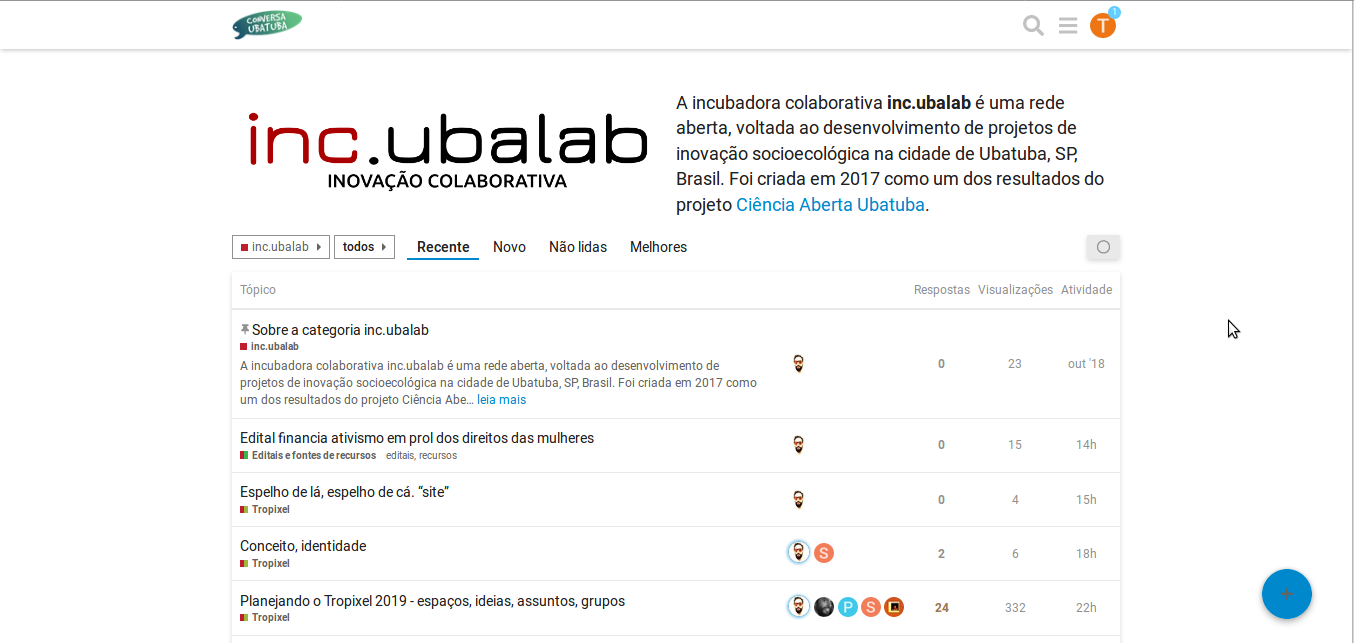 CONVERSA
UBATUBA
T
1
inc.ubalab
INOVAÇÃO COLABORATIVA
A incubadora colaborativa inc.ubalab é uma rede
aberta, voltada ao desenvolvimento de projetos de
inovação socioecológica na cidade de Ubatuba, SP,
Brasil. Foi criada em 2017 como um dos resultados do
projeto Ciência Aberta Ubatuba.
inc.ubalab todos Recente Novo Não lidas Melhores
Tópico Respostas Visualizações Atividade
Sobre a categoria inc.ubalab
inc.ubalab
A incubadora colaborativa inc.ubalab é uma rede aberta, voltada ao desenvolvimento de
projetos de inovação socioecológica na cidade de Ubatuba, SP, Brasil. Foi criada em 2017 como
um dos resultados do projeto Ciência Abe… leia mais
0 23 out '18
Edital financia ativismo em prol dos direitos das mulheres
Editais e fontes de recursos editais, recursos
0 15 14h
Espelho de lá, espelho de cá. “site”
Tropixel
0 4 15h
Conceito, identidade
Tropixel
S 2 6 18h
Planejando o Tropixel 2019 - espaços, ideias, assuntos, grupos
Tropixel
P S 24 332 22h
+